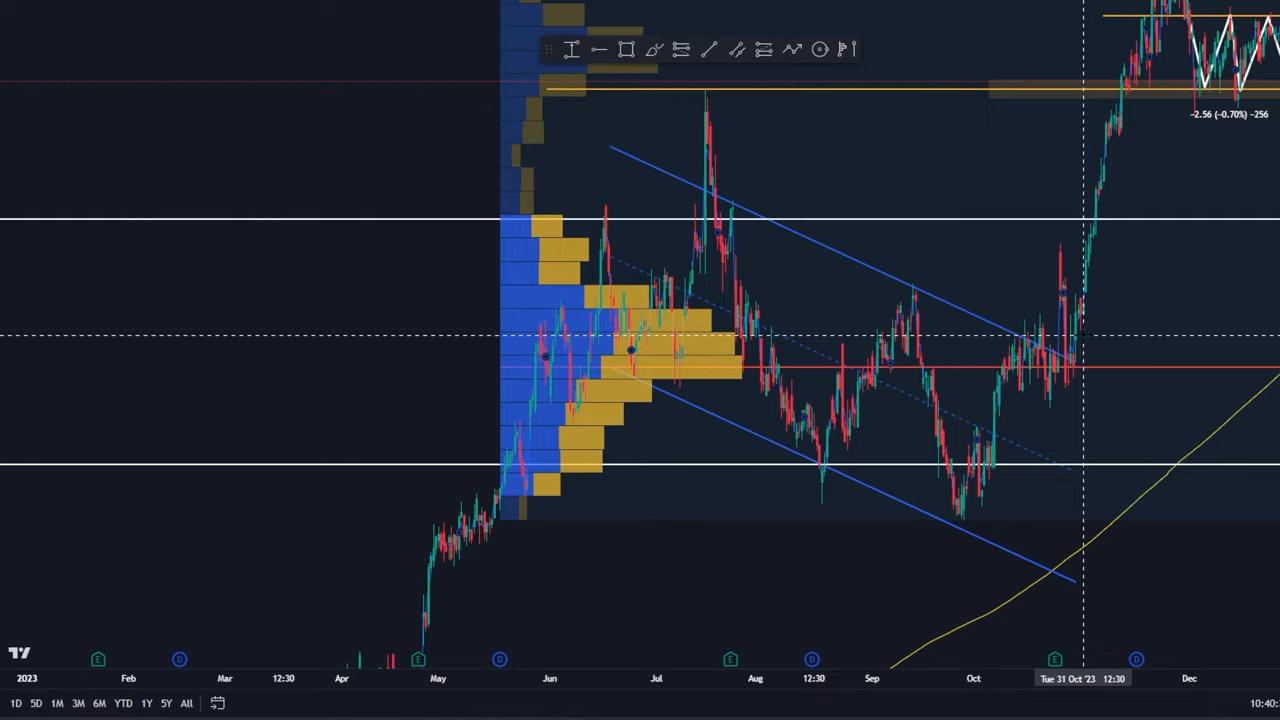 −2.56 (−0.70%) −256
E D E D E D E D
2023 Feb Mar 12:30 Apr May Jun Jul Aug 12:30 Sep Oct Tue 31 Oct '23 12:30 Dec
1D 5D 1M 3M 6M YTD 1Y 5Y All 10:40: